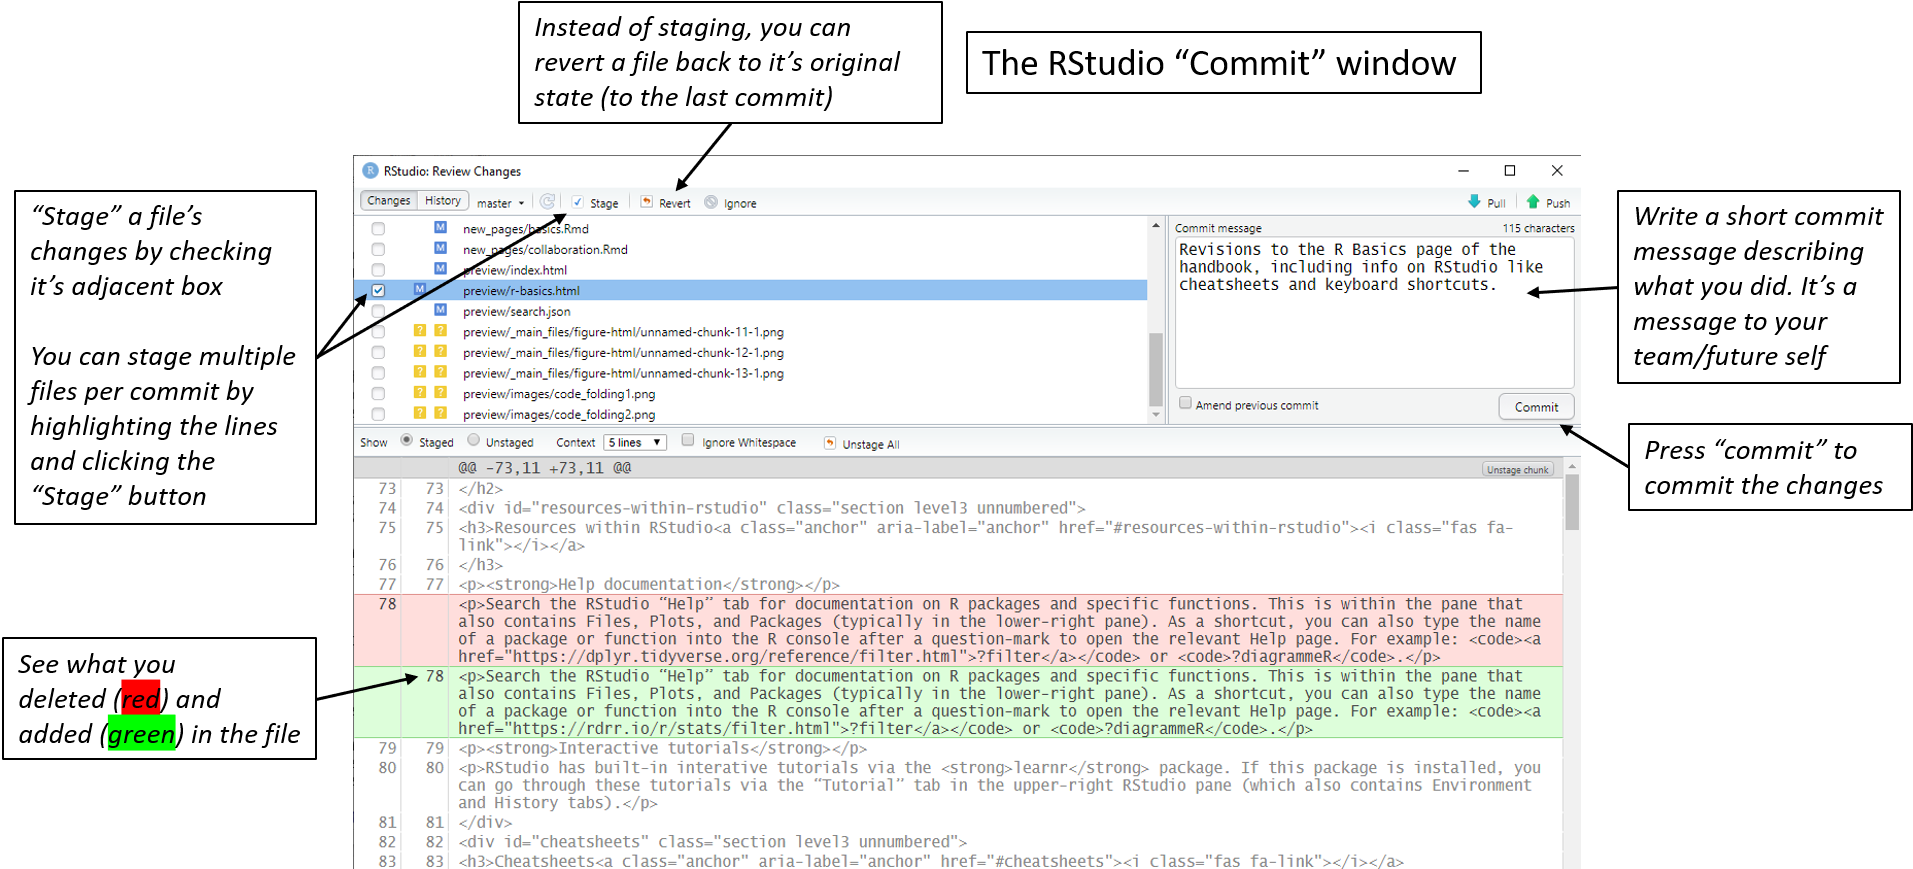 Instead of staging, you can
revert a file back to it’s original
state (to the last commit)
The RStudio “Commit” window
“Stage” a file’s
changes by checking
it’s adjacent box
You can stage multiple
files per commit by
highlighting the lines
and clicking the
“Stage” button
See what you
deleted (red) and
added (green) in the file
R RStudio: Review Changes
Changes History master Stage Revert Ignore Pull Push
M new_pages/basics.Rmd
M new_pages/collaboration.Rmd
M preview/index.html
M preview/r-basics.html
M preview/search.json
? ? preview/_main_files/figure-html/unnamed-chunk-11-1.png
? ? preview/_main_files/figure-html/unnamed-chunk-12-1.png
? ? preview/_main_files/figure-html/unnamed-chunk-13-1.png
? ? preview/images/code_folding1.png
? ? preview/images/code_folding2.png
Commit message 115 characters
Revisions to the R Basics page of the
handbook, including info on RStudio like
cheatsheets and keyboard shortcuts.
Amend previous commit Commit
Show Staged Unstaged Context 5 lines Ignore Whitespace Unstage All
@@ -73,11 +73,11 @@ Unstage chunk
73 73 </h2>
74 74 <div id="resources-within-rstudio" class="section level3 unnumbered">
75 75 <h3>Resources within RStudio<a class="anchor" aria-label="anchor" href="#resources-within-rstudio"><i class="fas fa-
link"></i></a>
76 76 </h3>
77 77 <p><strong>Help documentation</strong></p>
78 <p>Search the RStudio “Help” tab for documentation on R packages and specific functions. This is within the pane that
also contains Files, Plots, and Packages (typically in the lower-right pane). As a shortcut, you can also type the name
of a package or function into the R console after a question-mark to open the relevant Help page. For example: <code><a
href="https://dplyr.tidyverse.org/reference/filter.html">?filter</a></code> or <code>?diagrammeR</code>.</p>
78 <p>Search the RStudio “Help” tab for documentation on R packages and specific functions. This is within the pane that
also contains Files, Plots, and Packages (typically in the lower-right pane). As a shortcut, you can also type the name
of a package or function into the R console after a question-mark to open the relevant Help page. For example: <code><a
href="https://rdrr.io/r/stats/filter.html">?filter</a></code> or <code>?diagrammeR</code>.</p>
79 79 <p><strong>Interactive tutorials</strong></p>
80 80 <p>RStudio has built-in interative tutorials via the <strong>learnr</strong> package. If this package is installed, you
can go through these tutorials via the “Tutorial” tab in the upper-right RStudio pane (which also contains Environment
and History tabs).</p>
81 81 </div>
82 82 <div id="cheatsheets" class="section level3 unnumbered">
83 83 <h3>Cheatsheets<a class="anchor" aria-label="anchor" href="#cheatsheets"><i class="fas fa-link"></i></a>
Write a short commit
message describing
what you did. It’s a
message to your
team/future self
Press “commit” to
commit the changes